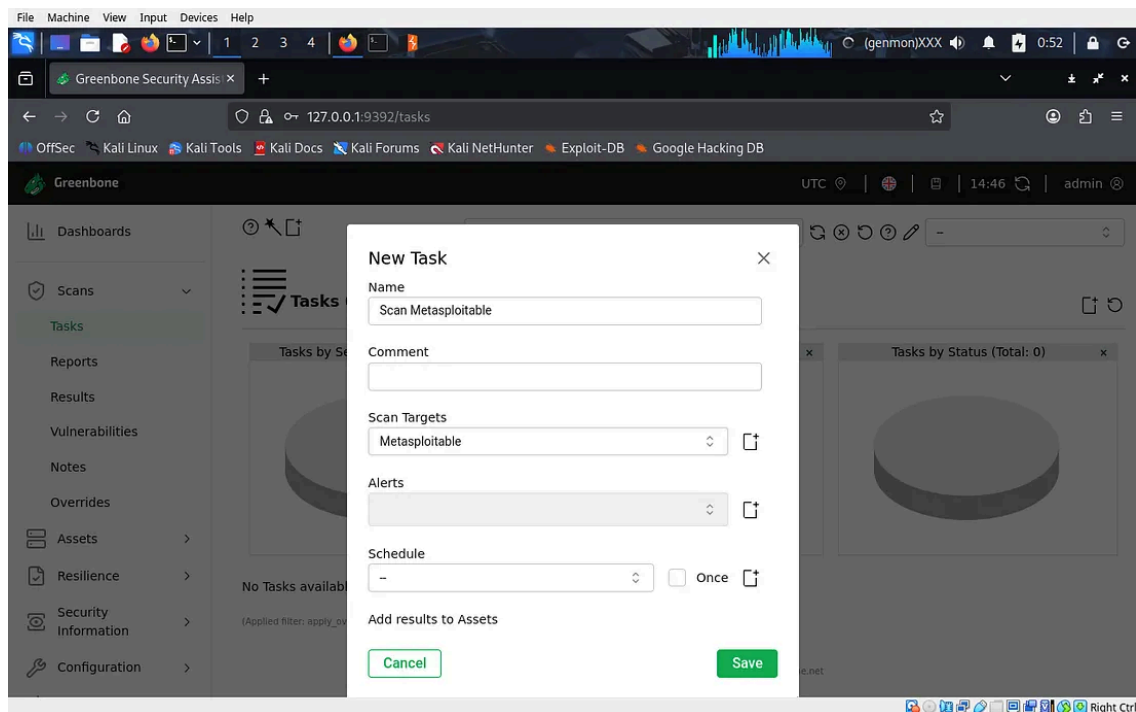 File Machine View Input Devices Help
1 2 3 4 (genmon)XXX 0:52
Greenbone Security Assis
127.0.0.1:9392/tasks
OffSec Kali Linux Kali Tools Kali Docs Kali Forums Kali NetHunter Exploit-DB Google Hacking DB
Greenbone UTC 14:46 admin
Dashboards
Scans
Tasks
Reports
Results
Vulnerabilities
Notes
Overrides
Assets
Resilience
Security
Information
Configuration
Tasks
Tasks by Se
Tasks by Status (Total: 0)
No Tasks availabl
(Applied filter: apply_ov
New Task
Name
Scan Metasploitable
Comment
Scan Targets
Metasploitable
Alerts
Schedule
--
Once
Add results to Assets
Cancel Save
e.net
Right Ctrl